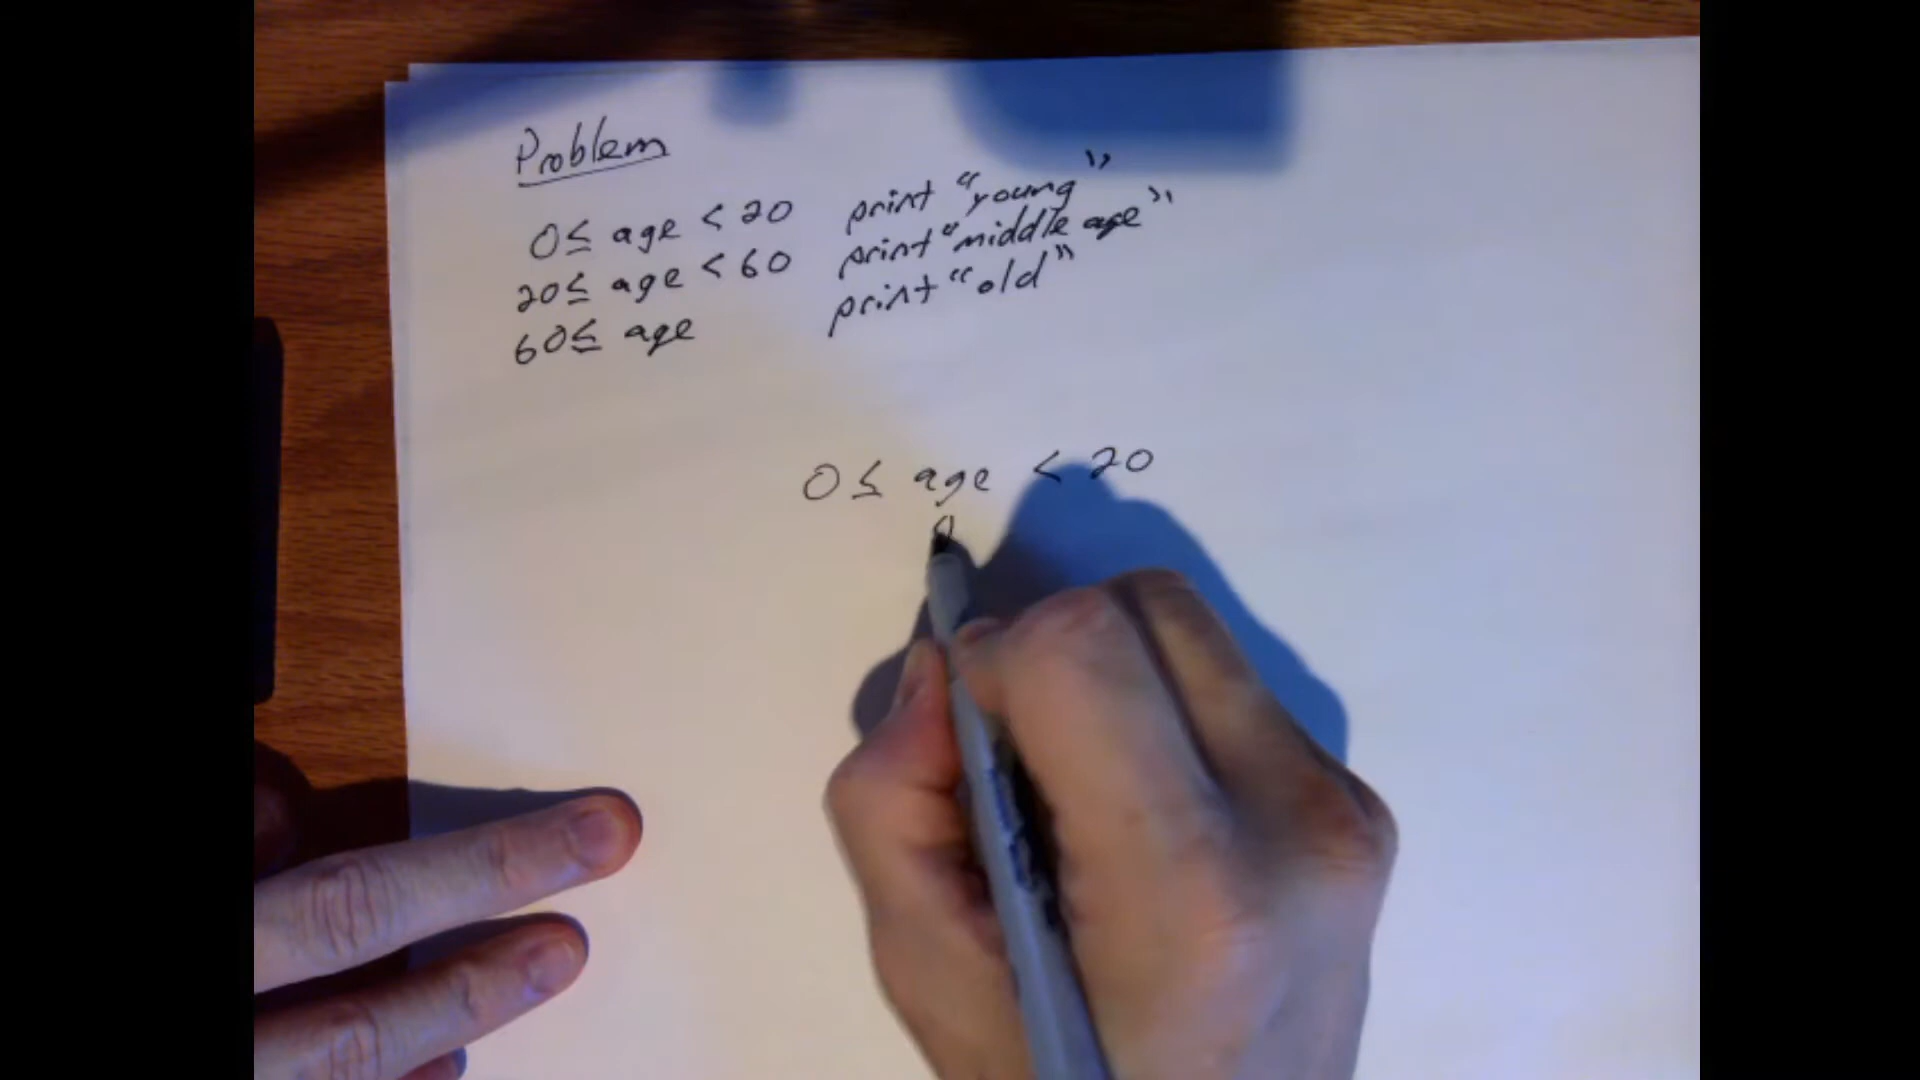 Problem
0≤ age < 20 print "young"
20≤ age < 60 print "middle age"
60≤ age print "old"
0≤ age < 20